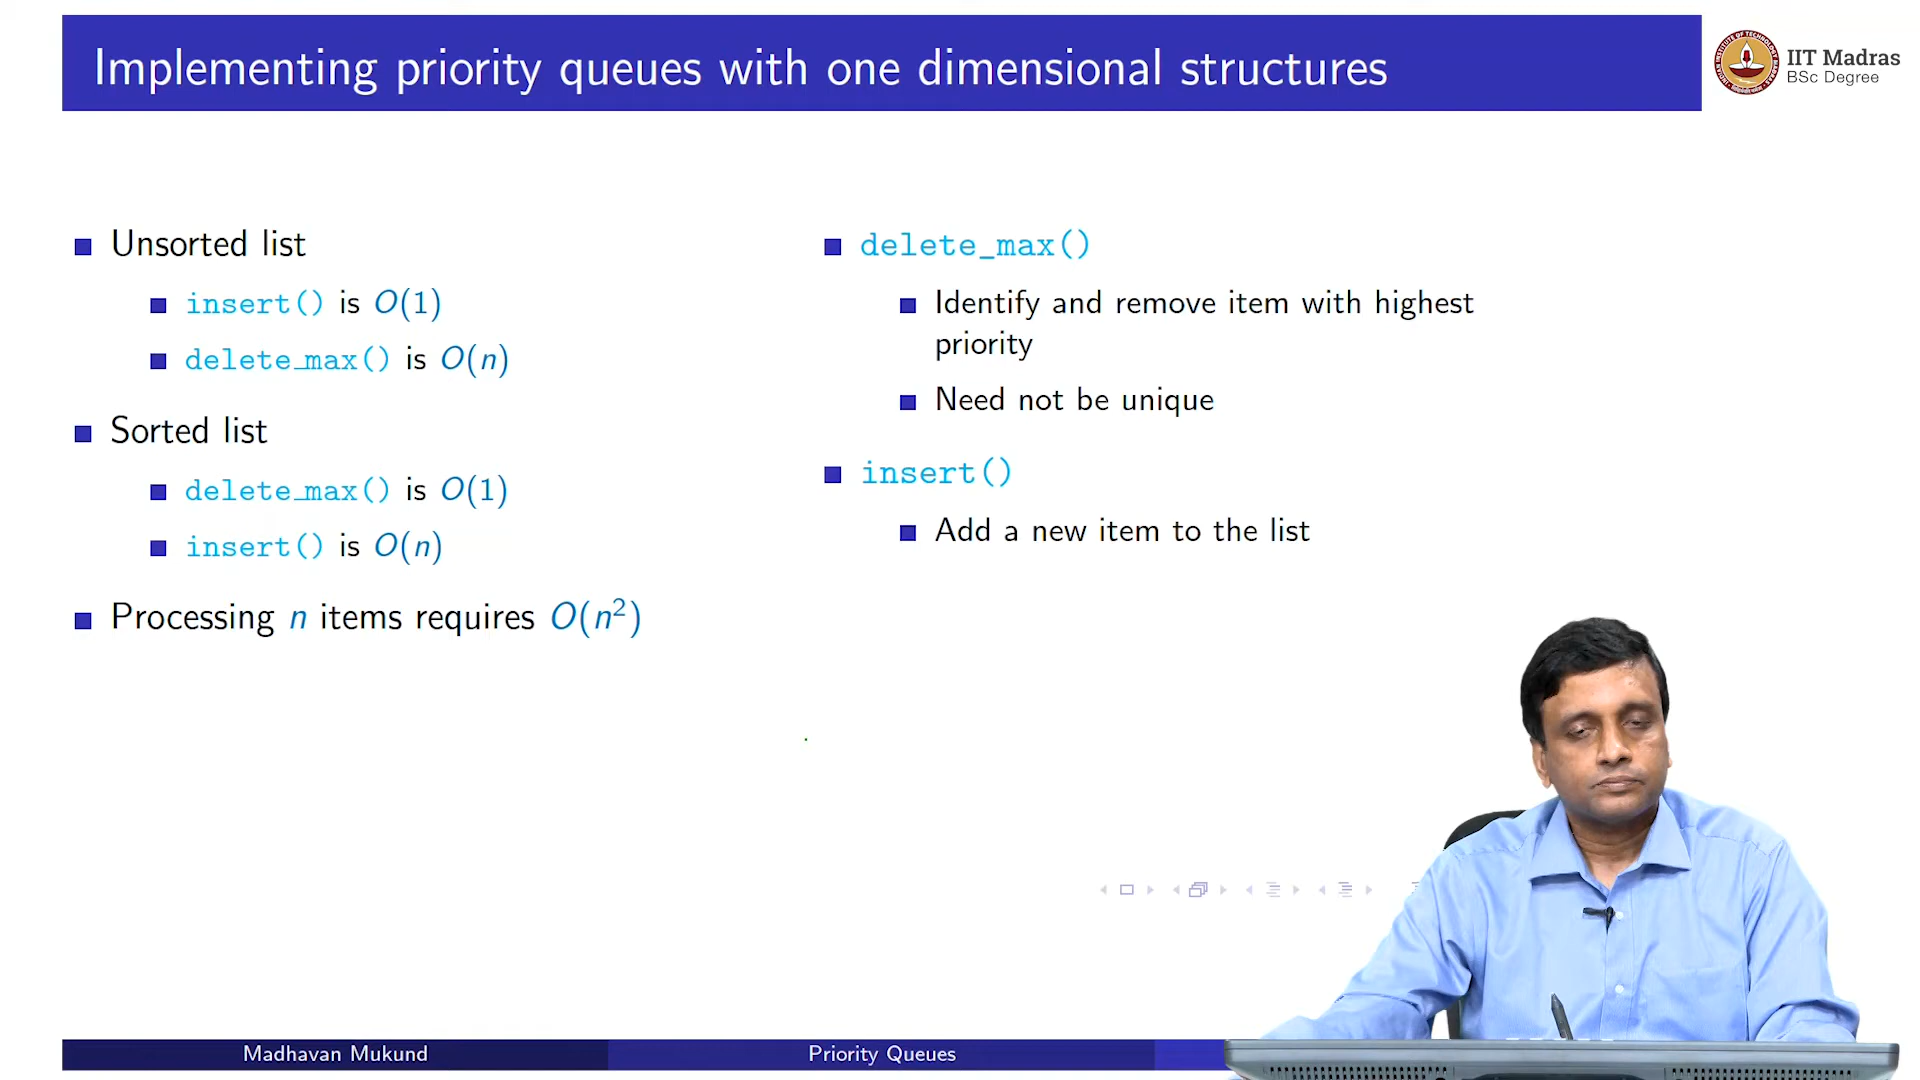 Implementing priority queues with one dimensional structures
IIT Madras
BSc Degree
Unsorted list
insert() is O(1)
delete_max() is O(n)
Sorted list
delete_max() is O(1)
insert() is O(n)
Processing n items requires O(n²)
delete_max()
Identify and remove item with highest
priority
Need not be unique
insert()
Add a new item to the list
Madhavan Mukund
Priority Queues